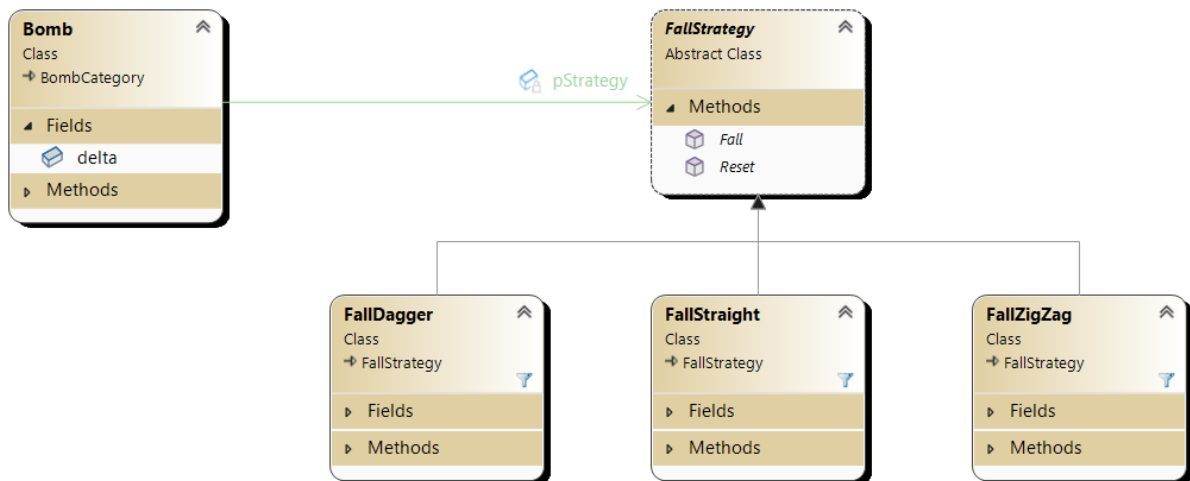 Bomb
Class
BombCategory
Fields
delta
Methods
pStrategy
FallStrategy
Abstract Class
Methods
Fall
Reset
FallDagger
Class
FallStrategy
Fields
Methods
FallStraight
Class
FallStrategy
Fields
Methods
FallZigZag
Class
FallStrategy
Fields
Methods